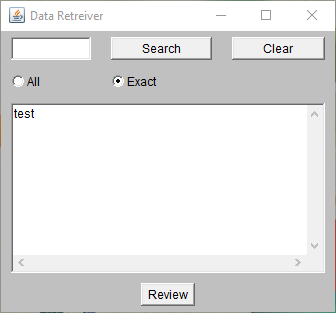 Data Retreiver
Search
Clear
All
Exact
test
Review